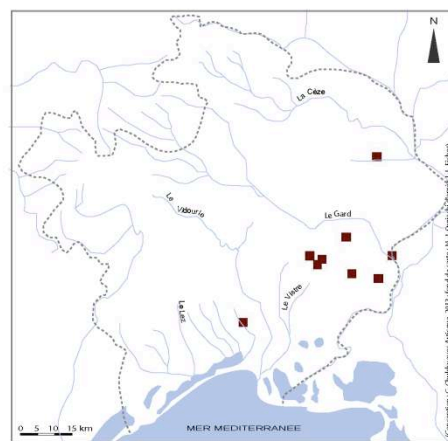 N
La Cèze
Le Gard
Le Vidourle
Le Vistre
Le Lez
0 5 10 15 km
MER MEDITERRANEE